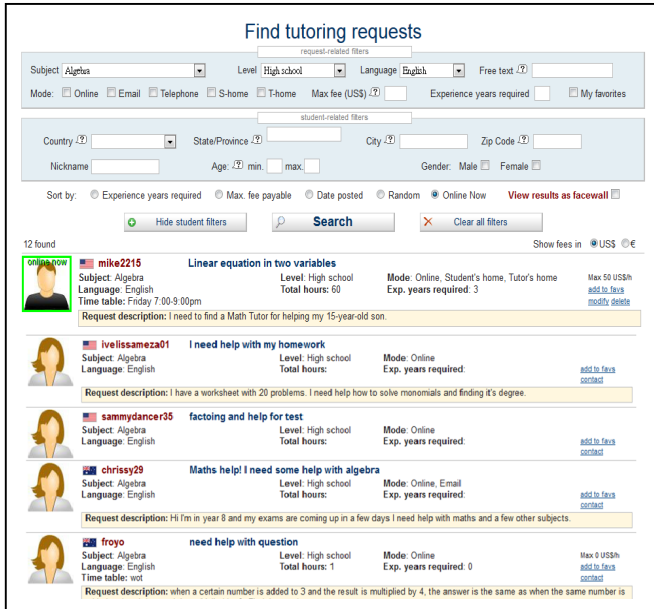 Find tutoring requests
request-related filters
Subject Algebra Level High school Language English Free text ?
Mode: Online Email Telephone S-home T-home Max fee (US$) ? Experience years required My favorites
student-related filters
Country ? State/Province ? City ? Zip Code ?
Nickname Age: ? min. max. Gender: Male Female
Sort by: Experience years required Max. fee payable Date posted Random Online Now View results as facewall
Hide student filters Search Clear all filters
12 found Show fees in US$ €
online now mike2215 Linear equation in two variables
Subject: Algebra Level: High school Mode: Online, Student's home, Tutor's home Max 50 US$/h
Language: English Total hours: 60 Exp. years required: 3 add to favs
Time table: Friday 7:00-9:00pm modify delete
Request description: I need to find a Math Tutor for helping my 15-year-old son.
ivelissameza01 I need help with my homework
Subject: Algebra Level: High school Mode: Online
Language: English Total hours: Exp. years required: add to favs
contact
Request description: I have a worksheet with 20 problems. I need help how to solve monomials and finding it's degree.
sammydancer35 factoing and help for test
Subject: Algebra Level: High school Mode: Online
Language: English Total hours: Exp. years required: add to favs
contact
chrissy29 Maths help! I need some help with algebra
Subject: Algebra Level: High school Mode: Online, Email
Language: English Total hours: Exp. years required: add to favs
contact
Request description: Hi I'm in year 8 and my exams are coming up in a few days I need help with maths and a few other subjects.
froyo need help with question
Subject: Algebra Level: High school Mode: Online Max 0 US$/h
Language: English Total hours: 1 Exp. years required: 0 add to favs
Time table: wot contact
Request description: when a certain number is added to 3 and the result is multiplied by 4, the answer is the same as when the same number is